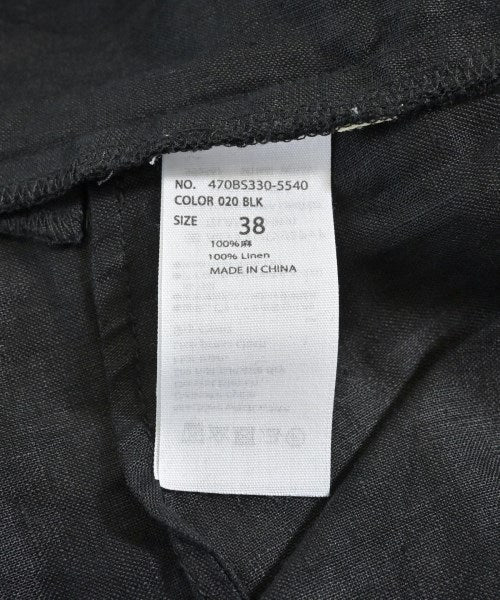 NO. 470BS330-5540
COLOR 020 BLK
SIZE 38
100%麻
100% Linen
MADE IN CHINA